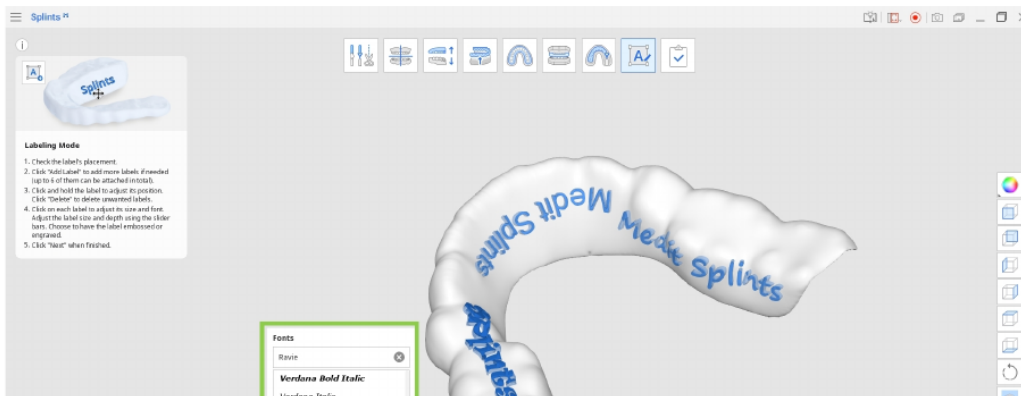 Splints
Splints
Labeling Mode
1. Check the label's placement.
2. Click "Add Label" to add more labels if needed
(up to 6 of them can be attached in total).
3. Click and hold the label to adjust its position.
Click "Delete" to delete unwanted labels.
4. Click on each label to adjust its size and font.
Adjust the label size and depth using the slider
bars. Choose to have the label embossed or
engraved.
5. Click "Next" when finished.
Medit Splints
Medit Splints
Splints
Fonts
Ravie
Verdana Bold Italic
Verdana Italic